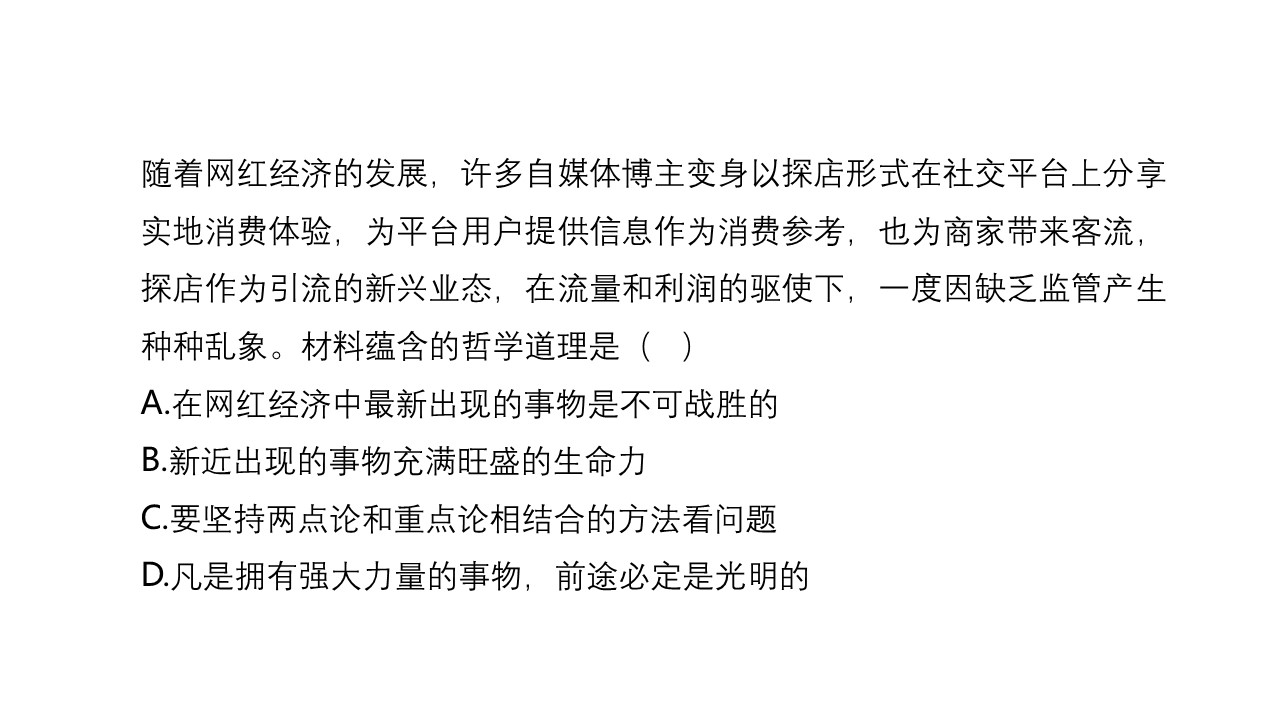 随着网红经济的发展，许多自媒体博主变身以探店形式在社交平台上分享
实地消费体验，为平台用户提供信息作为消费参考，也为商家带来客流，
探店作为引流的新兴业态，在流量和利润的驱使下，一度因缺乏监管产生
种种乱象。材料蕴含的哲学道理是（　）
A.在网红经济中最新出现的事物是不可战胜的
B.新近出现的事物充满旺盛的生命力
C.要坚持两点论和重点论相结合的方法看问题
D.凡是拥有强大力量的事物，前途必定是光明的